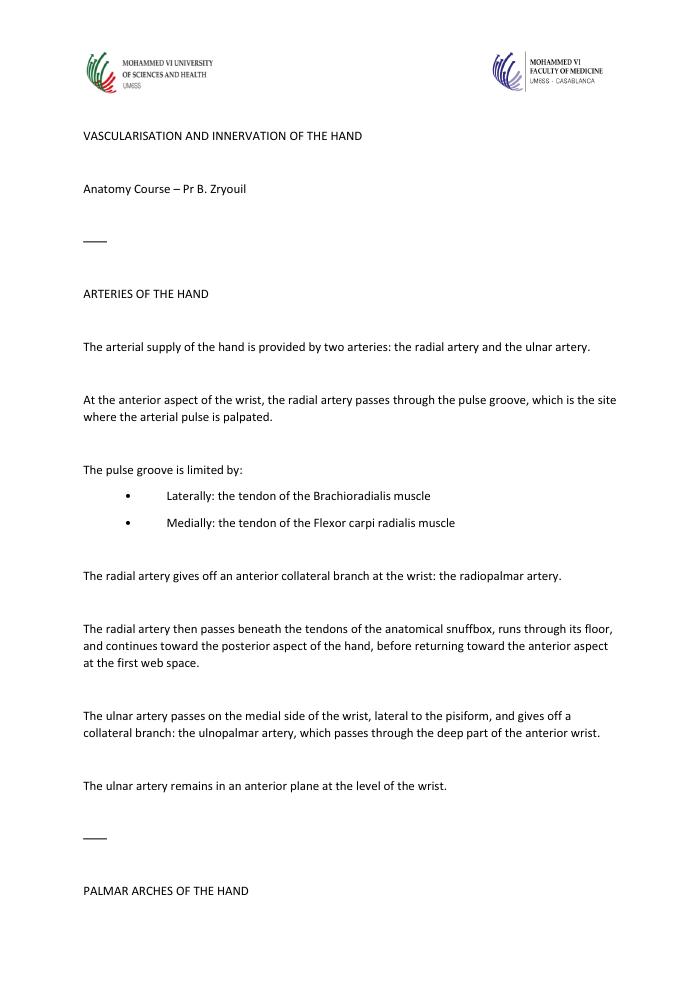 MOHAMMED VI UNIVERSITY
OF SCIENCES AND HEALTH
UM6SS
MOHAMMED VI
FACULTY OF MEDICINE
UM6SS - CASABLANCA
VASCULARISATION AND INNERVATION OF THE HAND
Anatomy Course – Pr B. Zryouil
ARTERIES OF THE HAND
The arterial supply of the hand is provided by two arteries: the radial artery and the ulnar artery.
At the anterior aspect of the wrist, the radial artery passes through the pulse groove, which is the site
where the arterial pulse is palpated.
The pulse groove is limited by:
• Laterally: the tendon of the Brachioradialis muscle
• Medially: the tendon of the Flexor carpi radialis muscle
The radial artery gives off an anterior collateral branch at the wrist: the radiopalmar artery.
The radial artery then passes beneath the tendons of the anatomical snuffbox, runs through its floor,
and continues toward the posterior aspect of the hand, before returning toward the anterior aspect
at the first web space.
The ulnar artery passes on the medial side of the wrist, lateral to the pisiform, and gives off a
collateral branch: the ulnopalmar artery, which passes through the deep part of the anterior wrist.
The ulnar artery remains in an anterior plane at the level of the wrist.
PALMAR ARCHES OF THE HAND